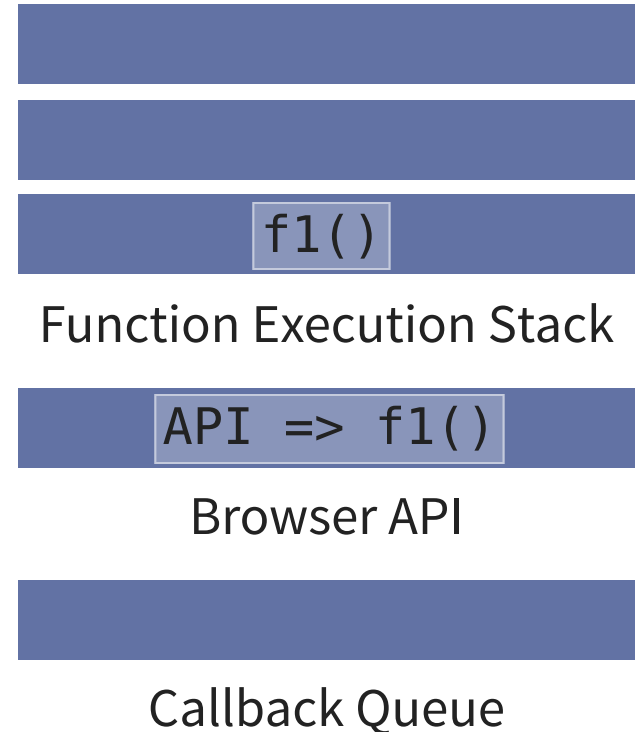 f1()
Function Execution Stack
API => f1()
Browser API
Callback Queue